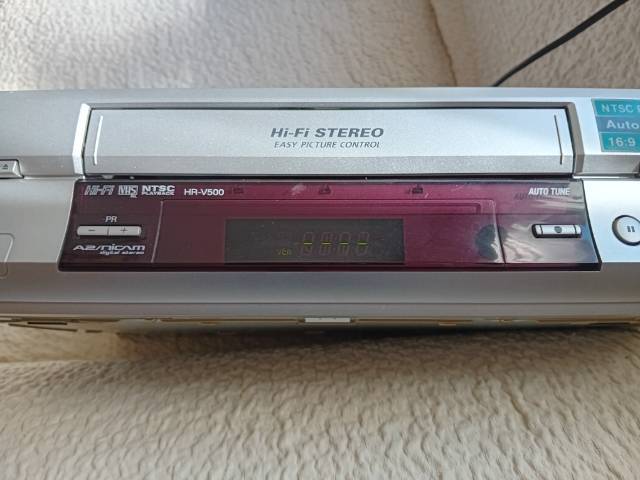 Hi-Fi STEREO
EASY PICTURE CONTROL
NTSC
Auto
16:9
HI-FI VHS NTSC PLAYBACK HR-V500
AUTO TUNE
PR
- +
A2/NICAM
digital stereo
VCR --:--